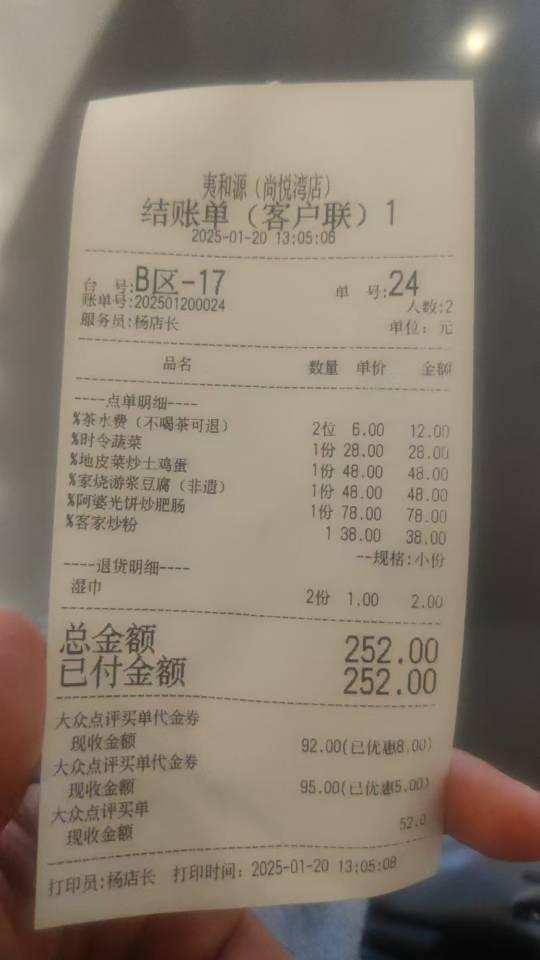 夷和源（尚悦湾店）
结账单（客户联）1
2025-01-20 13:05:06
台 号:B区-17 单 号:24
账单号:202501200024 人数:2
服务员:杨店长 单位: 元
品名 数量 单价 金额
----点单明细----
%茶水费（不喝茶可退） 2位 6.00 12.00
%时令蔬菜 1份 28.00 28.00
%地皮菜炒土鸡蛋 1份 48.00 48.00
%家烧游浆豆腐（非遗） 1份 48.00 48.00
%阿婆光饼炒肥肠 1份 78.00 78.00
%客家炒粉 1 38.00 38.00
--规格:小份
----退货明细----
湿巾 2份 1.00 2.00
总金额 252.00
已付金额 252.00
大众点评买单代金券
现收金额 92.00(已优惠8.00)
大众点评买单代金券
现收金额 95.00(已优惠5.00)
大众点评买单
现收金额 52.0
打印员:杨店长 打印时间: 2025-01-20 13:05:08